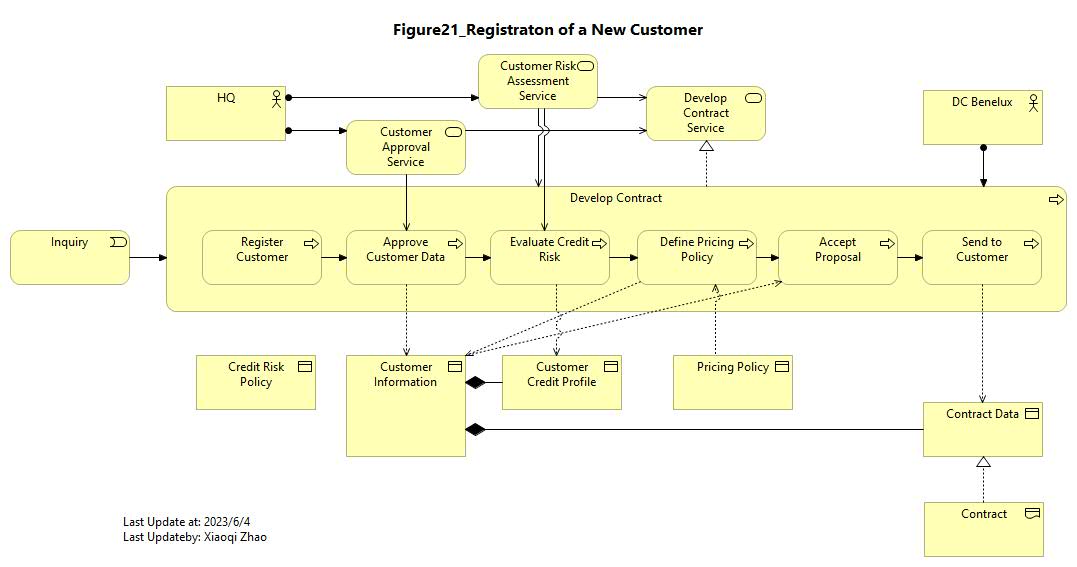 Figure21_Registraton of a New Customer
Customer Risk
Assessment
Service
HQ
Develop
Contract
Service
DC Benelux
Customer
Approval
Service
Develop Contract
Inquiry
Register
Customer
Approve
Customer Data
Evaluate Credit
Risk
Define Pricing
Policy
Accept
Proposal
Send to
Customer
Credit Risk
Policy
Customer
Information
Customer
Credit Profile
Pricing Policy
Contract Data
Contract
Last Update at: 2023/6/4
Last Updateby: Xiaoqi Zhao